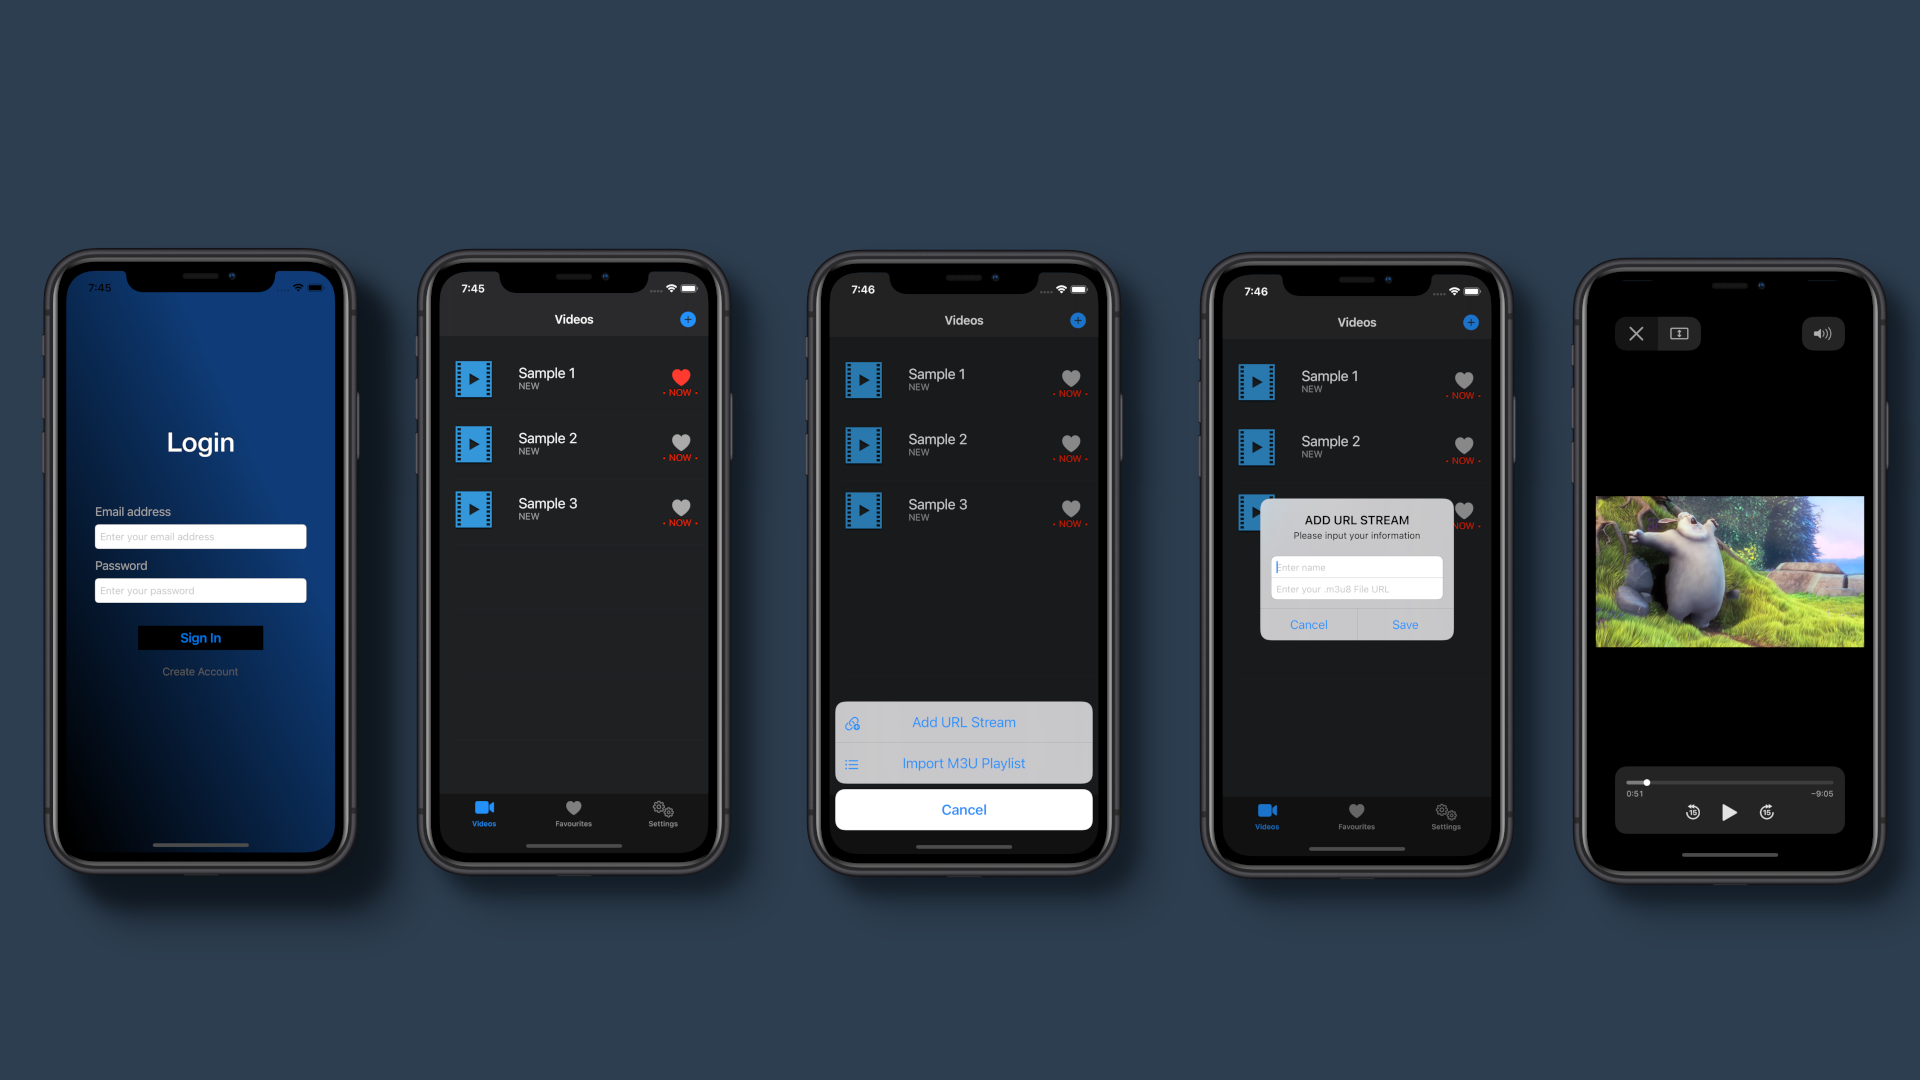 7:45
Login
Email address
Enter your email address
Password
Enter your password
Sign In
Create Account
7:45
Videos
Sample 1
NEW
• NOW •
Sample 2
NEW
• NOW •
Sample 3
NEW
• NOW •
Videos
Favourites
Settings
7:46
Videos
Sample 1
NEW
• NOW •
Sample 2
NEW
• NOW •
Sample 3
NEW
• NOW •
Add URL Stream
Import M3U Playlist
Cancel
7:46
Videos
Sample 1
NEW
• NOW •
Sample 2
NEW
• NOW •
NOW •
ADD URL STREAM
Please input your information
Enter name
Enter your .m3u8 File URL
Cancel
Save
Videos
Favourites
Settings
0:51
-9:05
15
15